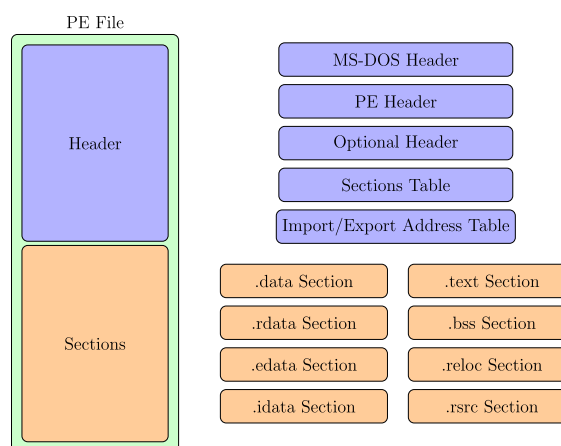 PE File
Header
Sections
MS-DOS Header
PE Header
Optional Header
Sections Table
Import/Export Address Table
.data Section
.text Section
.rdata Section
.bss Section
.edata Section
.reloc Section
.idata Section
.rsrc Section